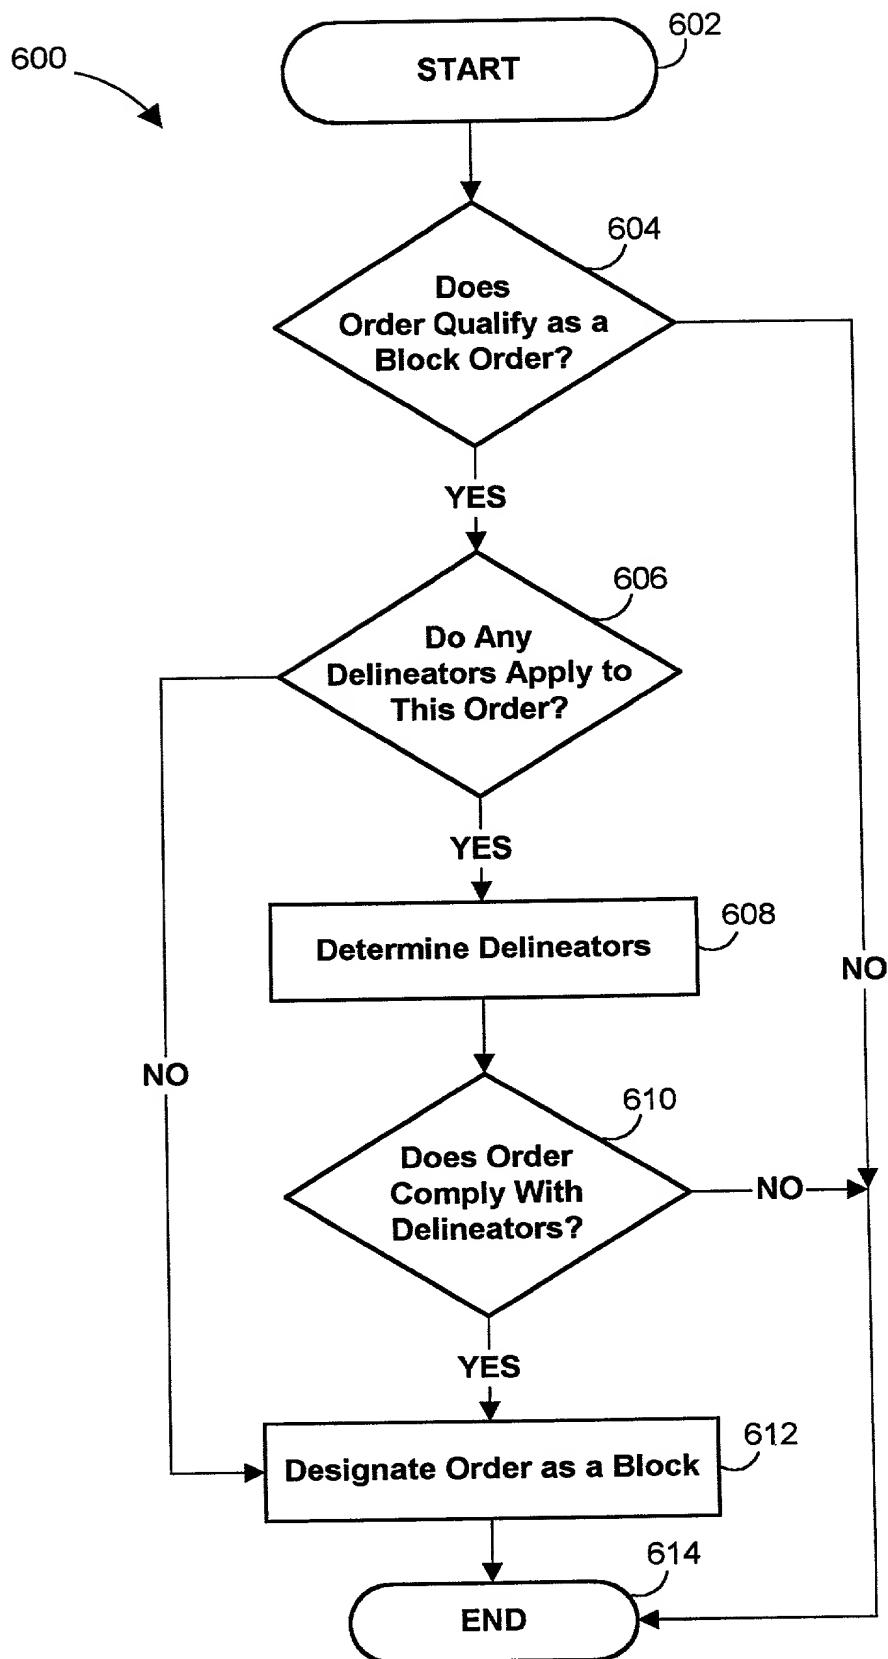 600
START
602
604
Does
Order Qualify as a
Block Order?
YES
606
Do Any
Delineators Apply to
This Order?
YES
608
Determine Delineators
NO
NO
610
Does Order
Comply With
Delineators?
NO
YES
612
Designate Order as a Block
614
END